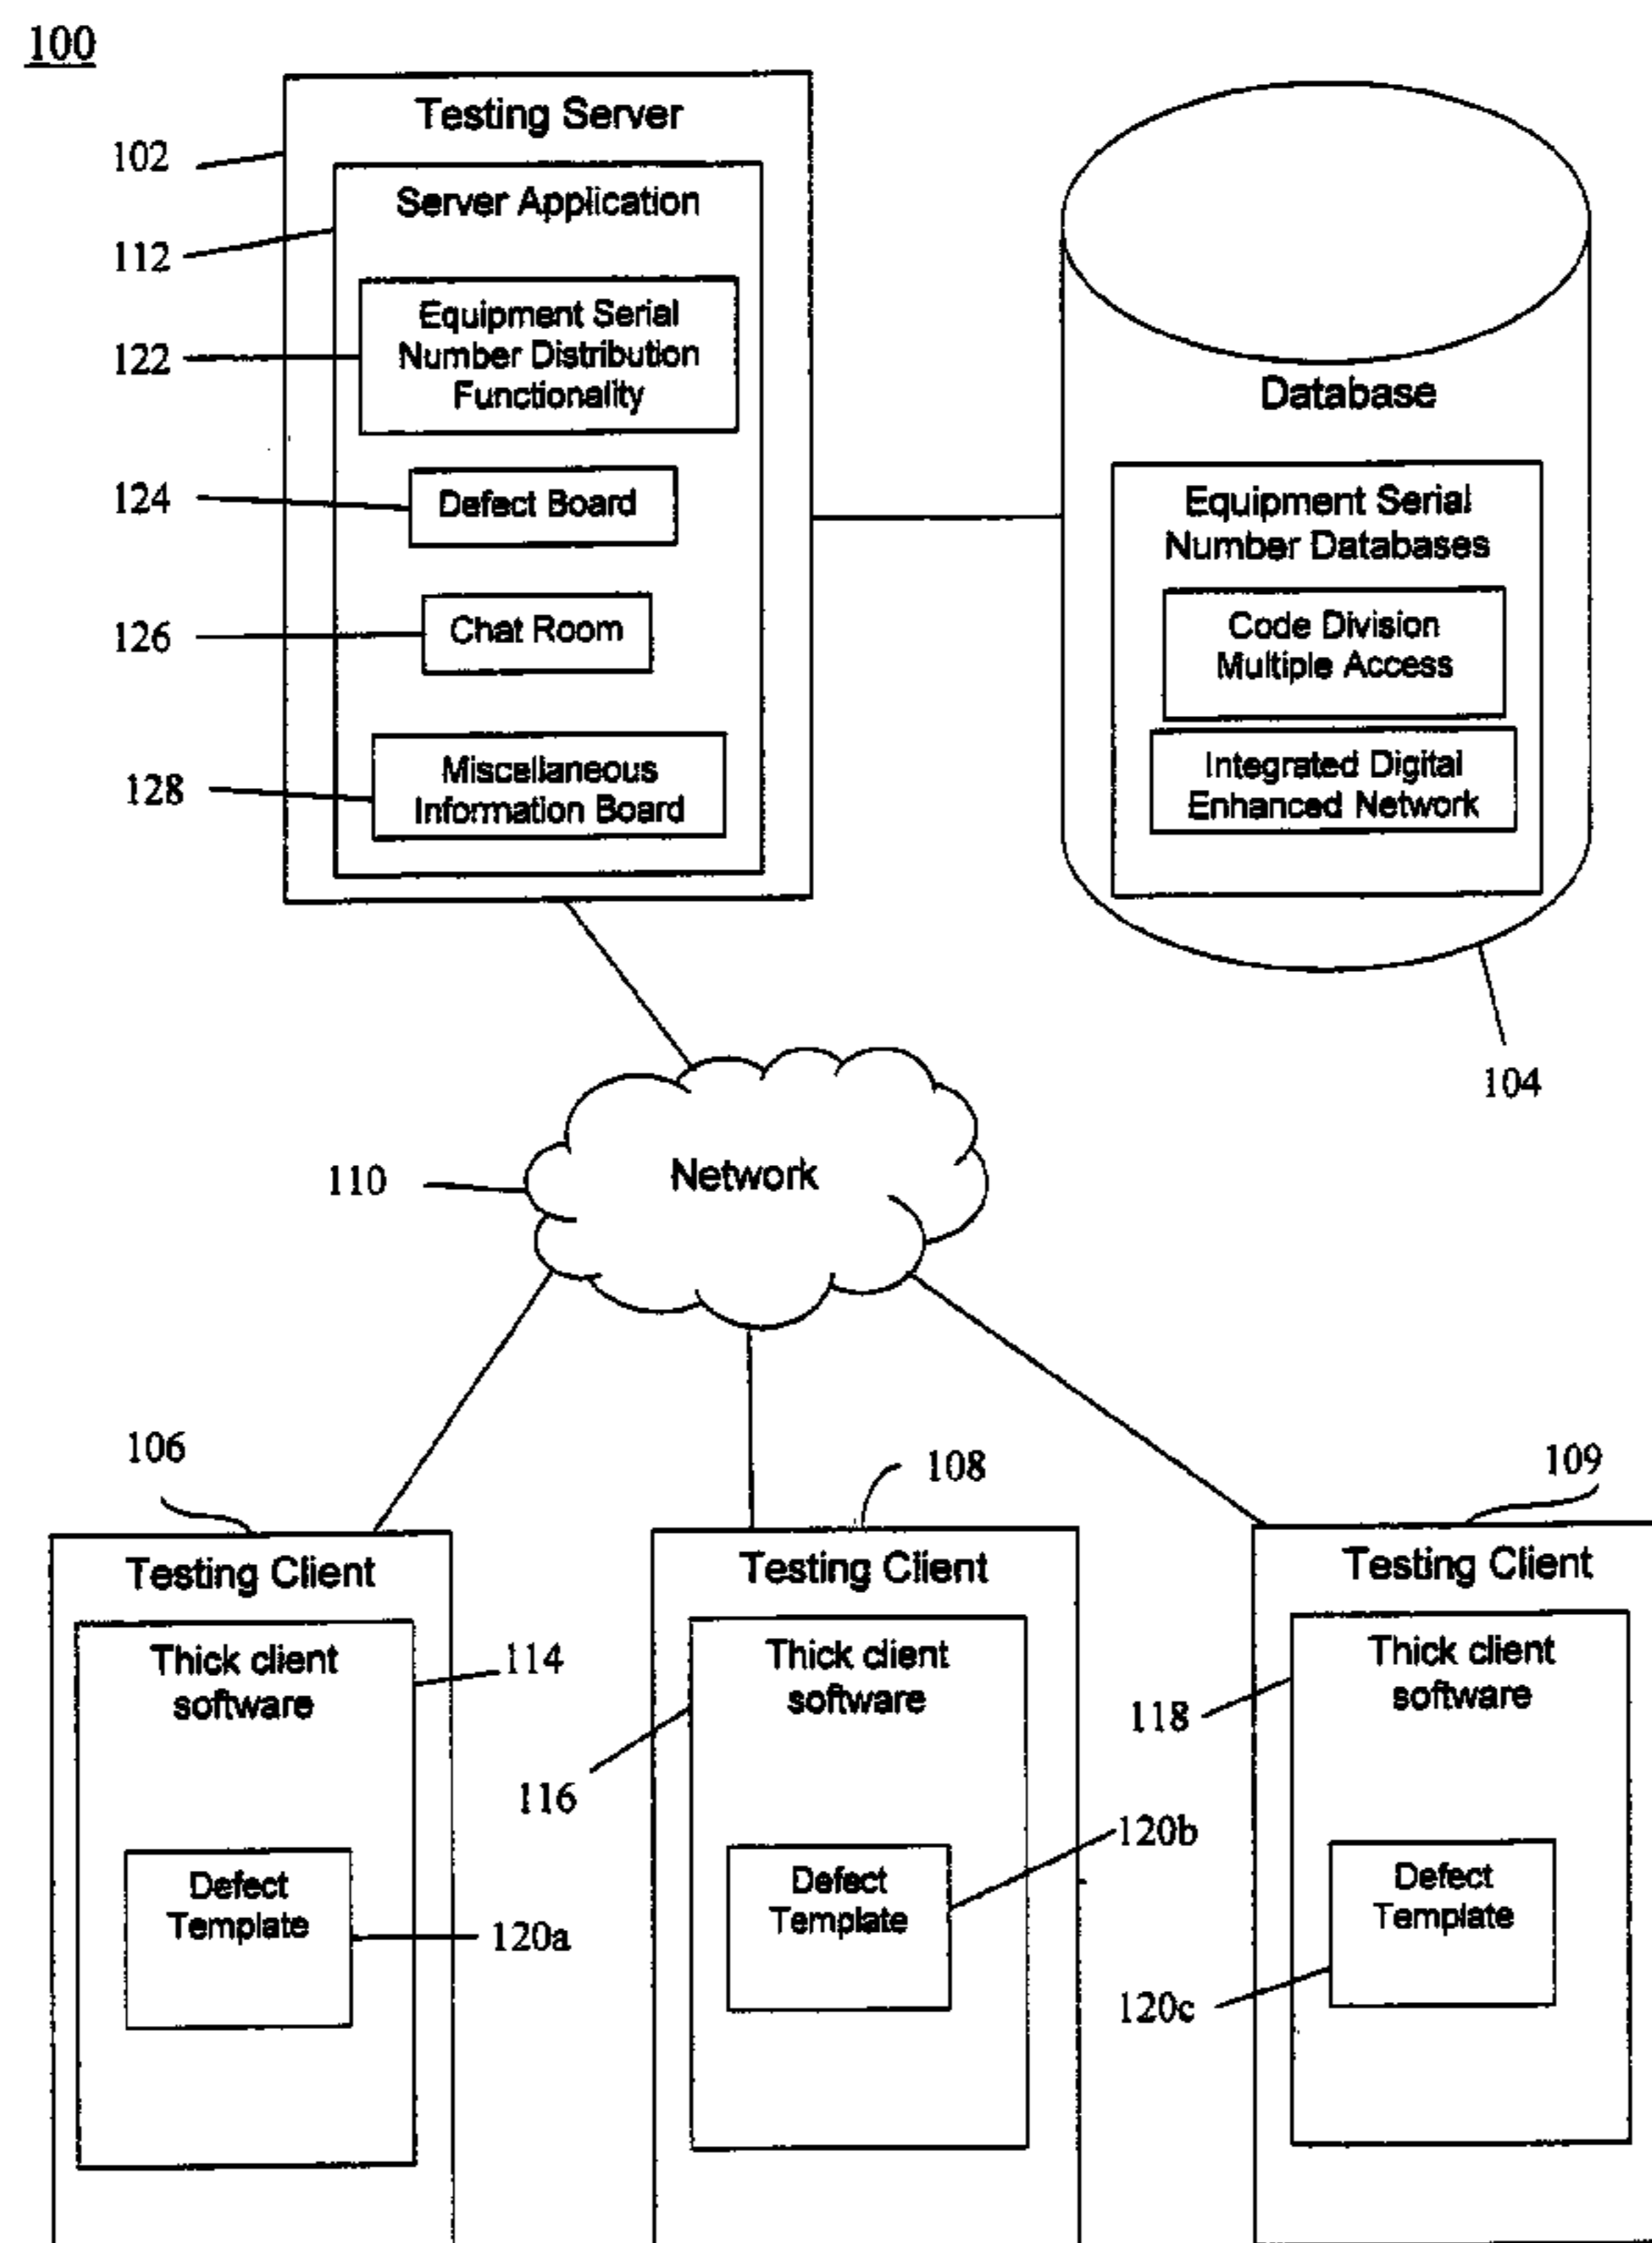 100
Testing Server
102
Server Application
112
Equipment Serial
Number Distribution
Functionality
122
Defect Board
124
Chat Room
126
Miscellaneous
Information Board
128
Database
Equipment Serial
Number Databases
Code Division
Multiple Access
Integrated Digital
Enhanced Network
104
110
Network
106
Testing Client
Thick client
software
114
Defect
Template
120a
108
Testing Client
Thick client
software
116
Defect
Template
120b
109
Testing Client
Thick client
software
118
Defect
Template
120c